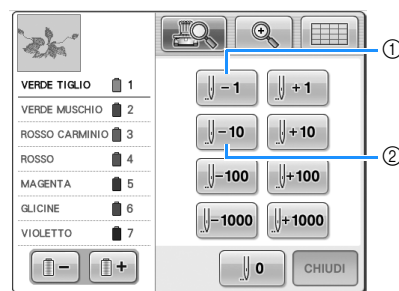 VERDE TIGLIO 1
VERDE MUSCHIO 2
ROSSO CARMINIO 3
ROSSO 4
MAGENTA 5
GLICINE 6
VIOLETTO 7
− +
−1 +1 ①
−10 +10 ②
−100 +100
−1000 +1000
0 CHIUDI